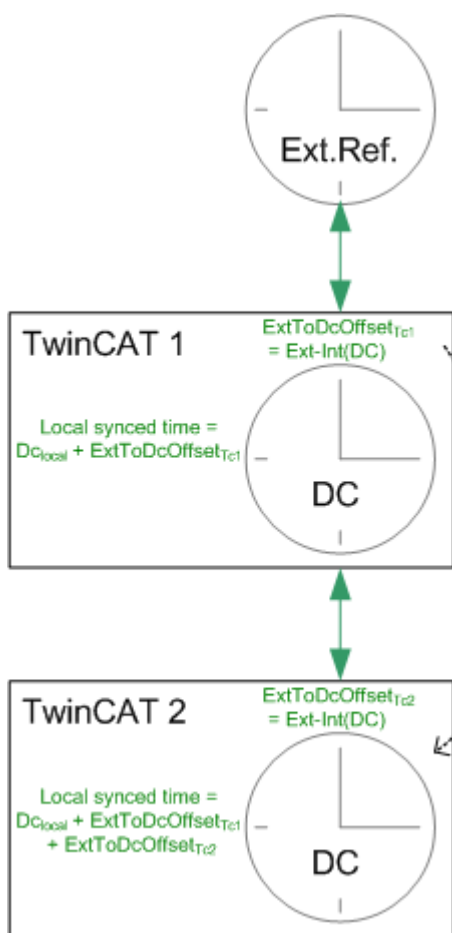 Ext.Ref.
TwinCAT 1
ExtToDcOffsetTc1
= Ext-Int(DC)
Local synced time =
Dclocal + ExtToDcOffsetTc1
DC
TwinCAT 2
ExtToDcOffsetTc2
= Ext-Int(DC)
Local synced time =
Dclocal + ExtToDcOffsetTc1
+ ExtToDcOffsetTc2
DC